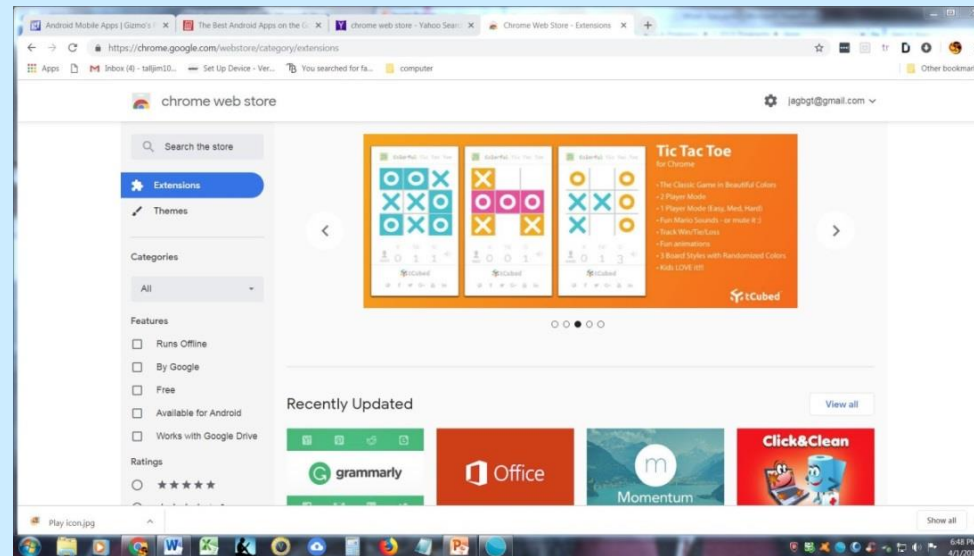 Android Mobile Apps | Gizmo's F
The Best Android Apps on the G
chrome web store - Yahoo Searc
Chrome Web Store - Extensions
https://chrome.google.com/webstore/category/extensions
tr
Apps
Inbox (4) - talljim10...
Set Up Device - Ver...
You searched for fa...
computer
Other bookmar
chrome web store
jagbgt@gmail.com
Search the store
Extensions
Themes
Categories
All
Features
Runs Offline
By Google
Free
Available for Android
Works with Google Drive
Ratings
Tic Tac Toe
for Chrome
- The Classic Game in Beautiful Colors
- 2 Player Mode
- 1 Player Mode (Easy, Med, Hard)
- Fun Mario Sounds - or mute it ;)
- Track Win/Tie/Loss
- Fun animations
- 3 Board Styles with Randomized Colors
- Kids LOVE it!!!
tCubed
Recently Updated
View all
grammarly
Office
m
Momentum
Click&Clean
Play icon.jpg
Show all
6:48 PM